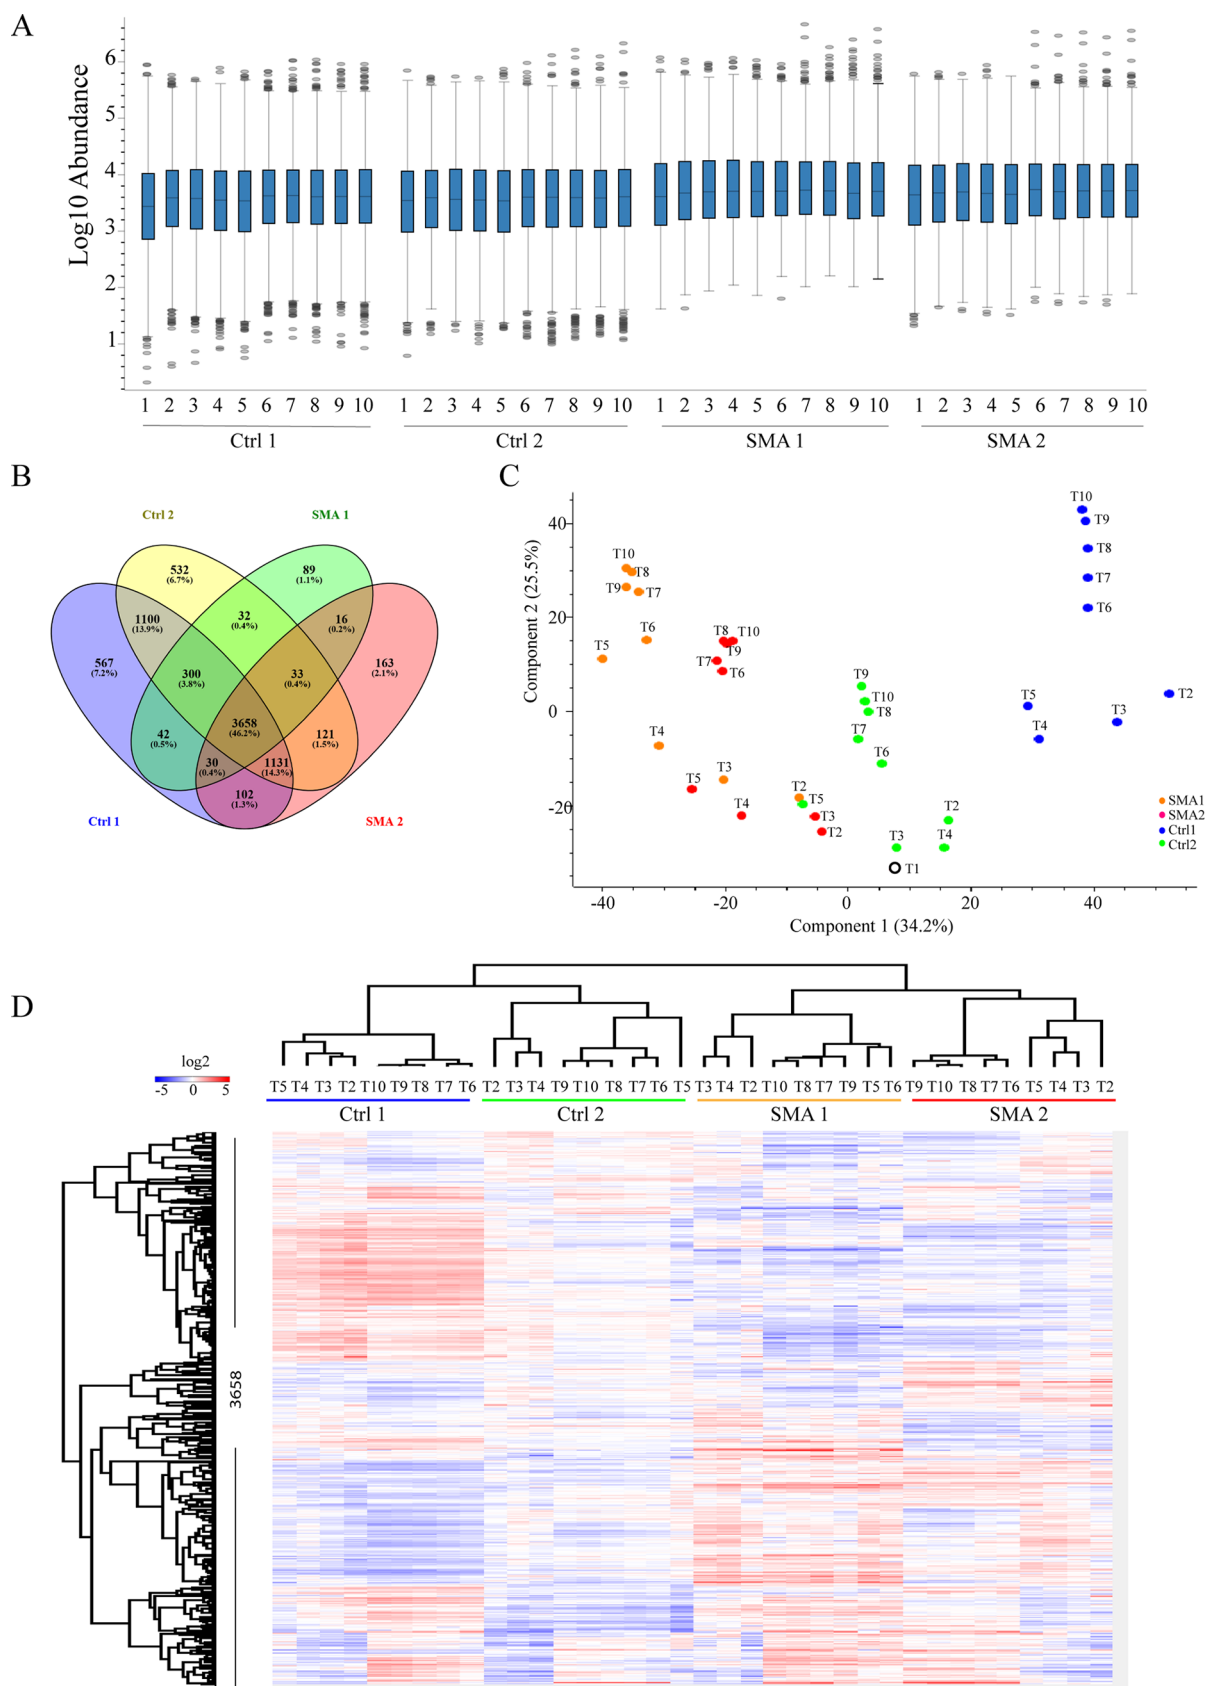 A
Log10 Abundance
6
5
4
3
2
1
1 2 3 4 5 6 7 8 9 10 1 2 3 4 5 6 7 8 9 10 1 2 3 4 5 6 7 8 9 10 1 2 3 4 5 6 7 8 9 10
Ctrl 1 Ctrl 2 SMA 1 SMA 2
B
Ctrl 2 SMA 1
532
(6.7%)
89
(1.1%)
1100
(13.9%)
32
(0.4%)
16
(0.2%)
567
(7.2%)
300
(3.8%)
33
(0.4%)
163
(2.1%)
3658
(46.2%)
42
(0.5%)
121
(1.5%)
30
(0.4%)
1131
(14.3%)
102
(1.3%)
Ctrl 1 SMA 2
C
Component 2 (25.5%)
40
20
0
-20
T10
T9
T8
T7
T6
T10
T8
T9
T7
T6
T5
T8 T10
T9
T7
T6
T9
T10
T8
T7
T6
T2
T5
T3
T4
T4
T3
T5
T4
T2
T5
T3
T2
T2
T3
T4
T1
SMA1
SMA2
Ctrl1
Ctrl2
-40 -20 0 20 40
Component 1 (34.2%)
D
log2
-5 0 5
T5 T4 T3 T2 T10 T9 T8 T7 T6 T2 T3 T4 T9 T10 T8 T7 T6 T5 T3 T4 T2 T10 T8 T7 T9 T5 T6 T9 T10 T8 T7 T6 T5 T4 T3 T2
Ctrl 1 Ctrl 2 SMA 1 SMA 2
3658